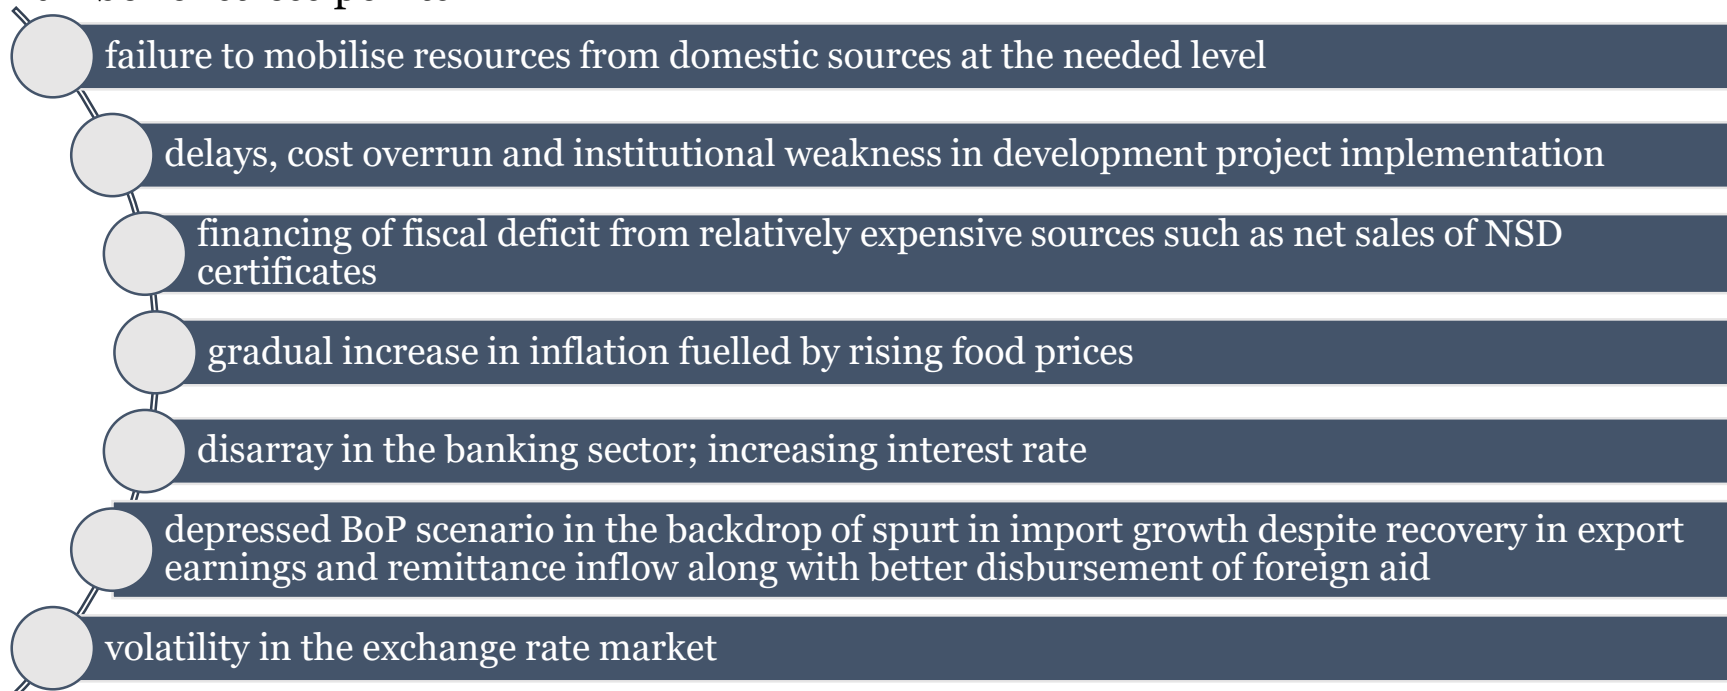 failure to mobilise resources from domestic sources at the needed level
delays, cost overrun and institutional weakness in development project implementation
financing of fiscal deficit from relatively expensive sources such as net sales of NSD
certificates
gradual increase in inflation fuelled by rising food prices
disarray in the banking sector; increasing interest rate
depressed BoP scenario in the backdrop of spurt in import growth despite recovery in export
earnings and remittance inflow along with better disbursement of foreign aid
volatility in the exchange rate market